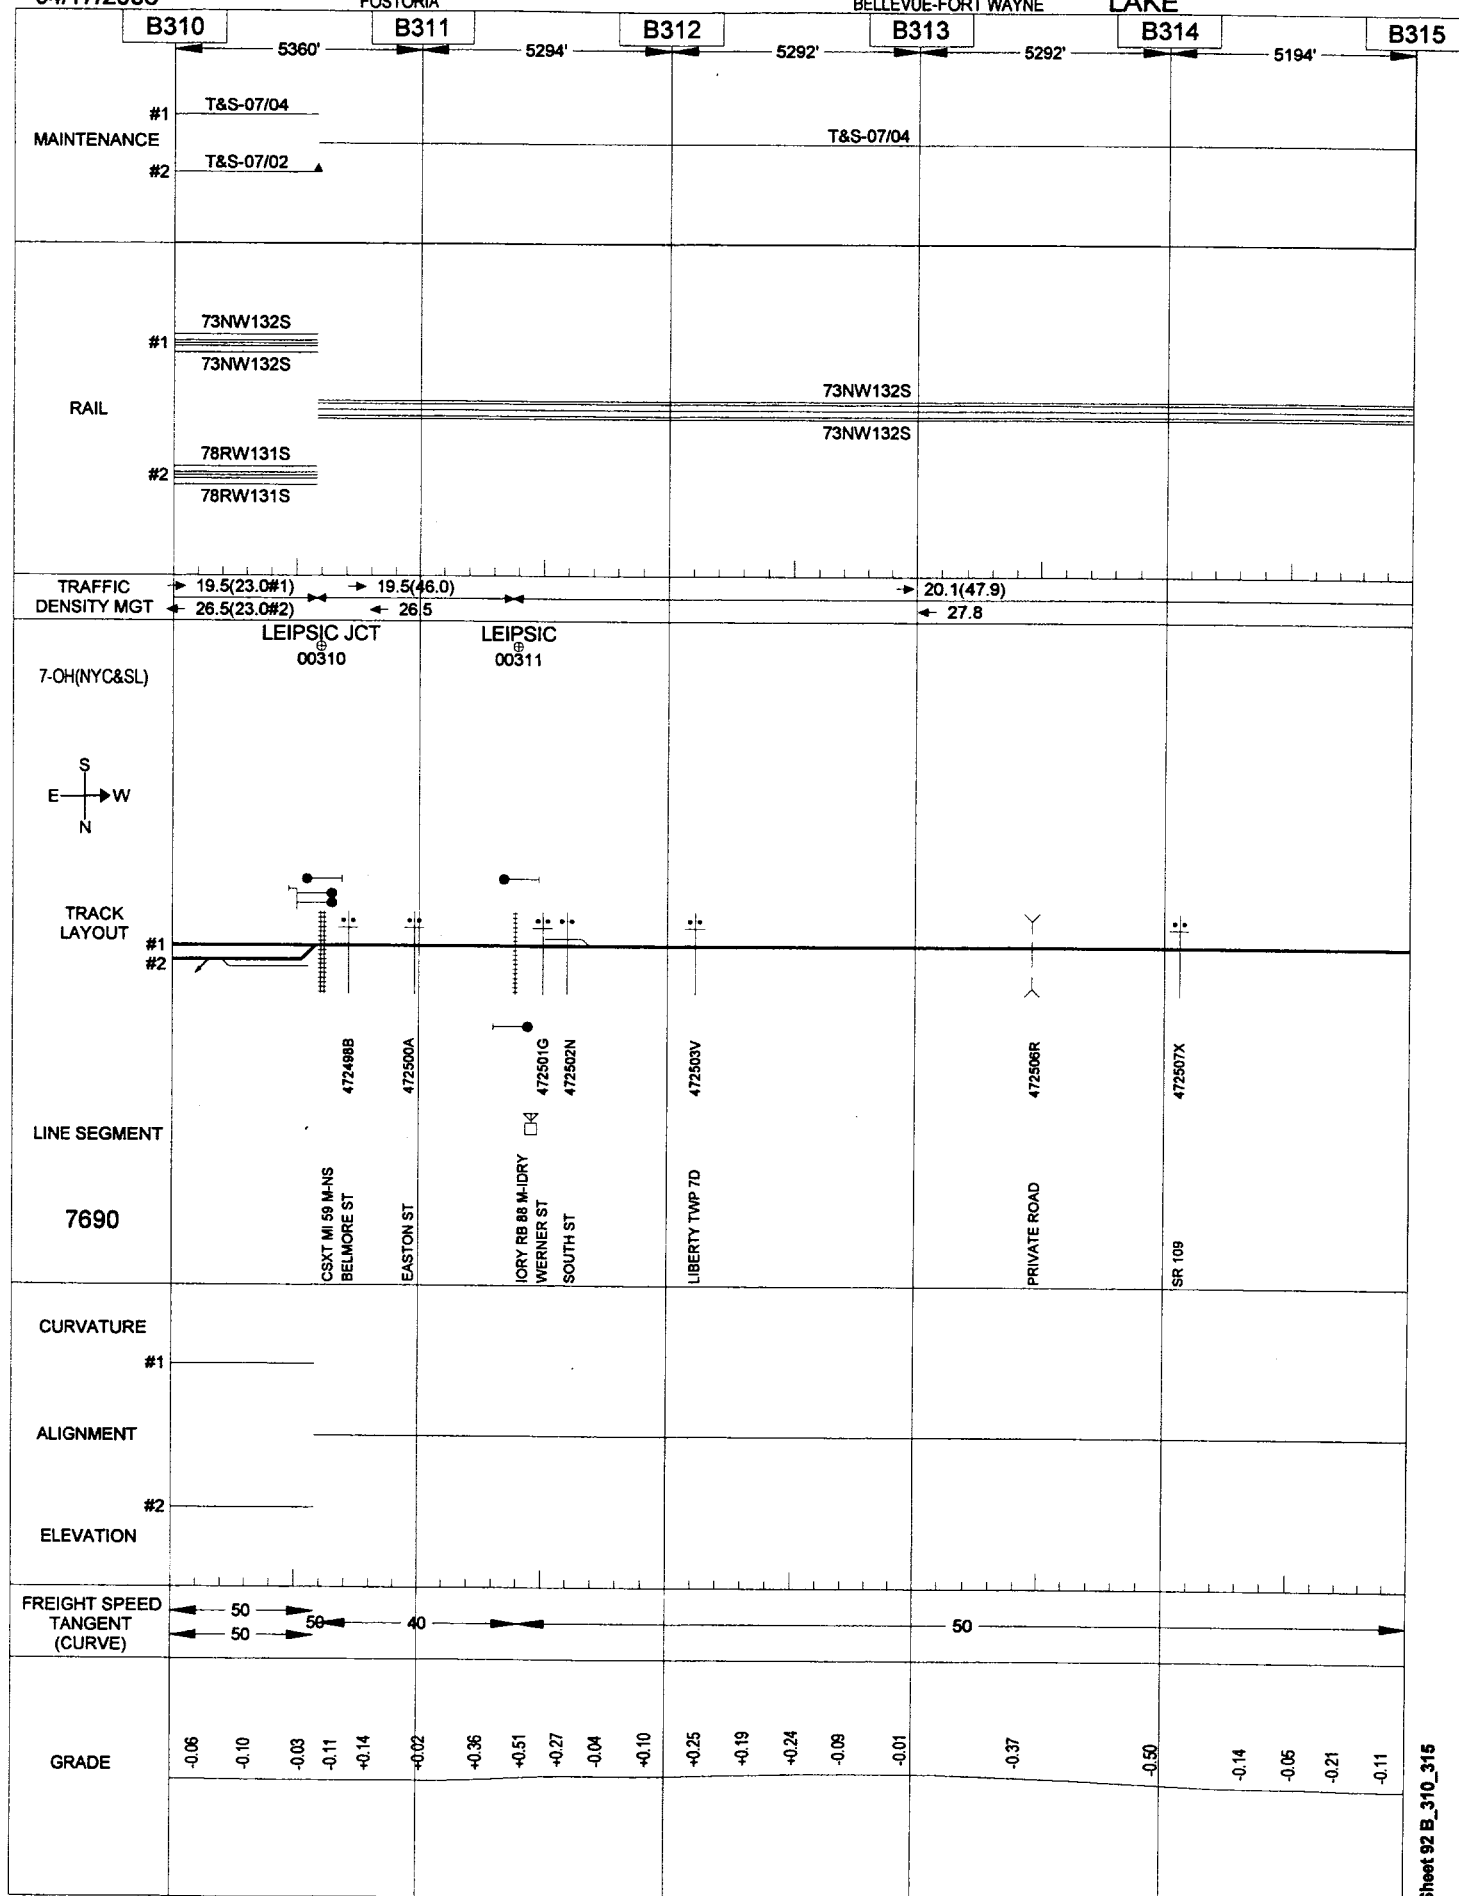 FOSTORIA BELLEVUE-FORT WAYNE LAKE
B310 B311 B312 B313 B314 B315
5360' 5294' 5292' 5292' 5194'
#1 T&S-07/04
MAINTENANCE T&S-07/04
#2 T&S-07/02
73NW132S
#1
73NW132S
RAIL 73NW132S
73NW132S
78RW131S
#2
78RW131S
TRAFFIC 19.5(23.0#1) 19.5(46.0) 20.1(47.9)
DENSITY MGT 26.5(23.0#2) 26.5 27.8
LEIPSIC JCT LEIPSIC
00310 00311
7-OH(NYC&SL)
S
E W
N
TRACK
LAYOUT
#1
#2
472498B
472500A
472501G
472502N
472503V
472506R
472507X
LINE SEGMENT
7690
CSXT MI 59 M-NS
BELMORE ST
EASTON ST
IORY RB 88 M-IDRY
WERNER ST
SOUTH ST
LIBERTY TWP 7D
PRIVATE ROAD
SR 109
CURVATURE
#1
ALIGNMENT
#2
ELEVATION
FREIGHT SPEED
TANGENT
(CURVE)
50
50
50 40 50
GRADE
-0.06 -0.10 -0.03 -0.11 +0.14 +0.02 +0.36 +0.51 +0.27 -0.04 +0.10 +0.25 +0.19 +0.24 -0.09 -0.01 -0.37 -0.50 -0.14 -0.05 -0.21 -0.11
Sheet 92 B_310_315